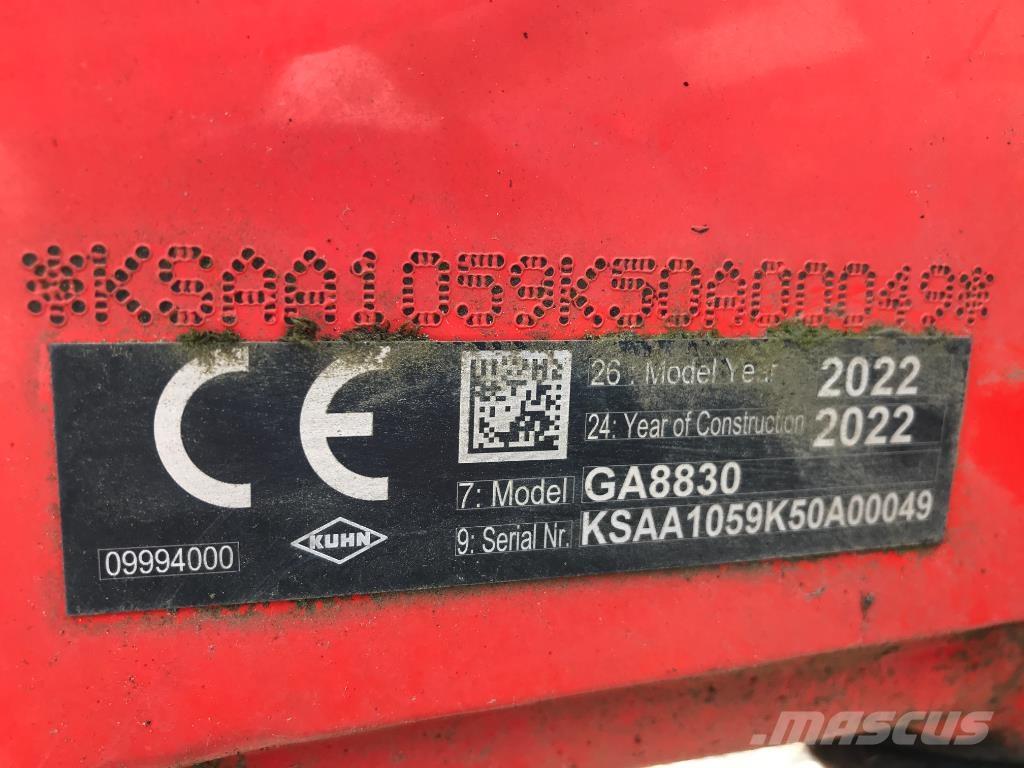 *KSAA1059K50A00049*
CE
26 : Model Year 2022
24: Year of Construction 2022
7: Model GA8830
9: Serial Nr. KSAA1059K50A00049
KUHN
09994000
MASCUS